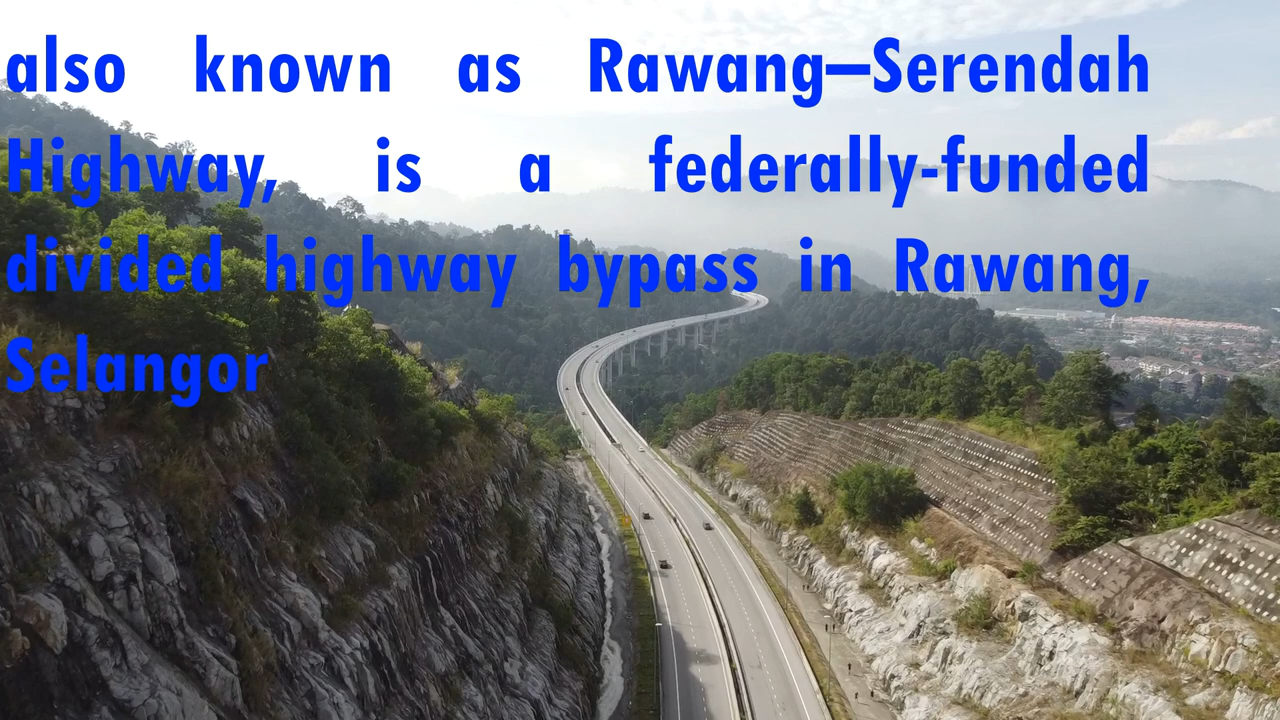 also known as Rawang–Serendah
Highway, is a federally-funded
divided highway bypass in Rawang,
Selangor